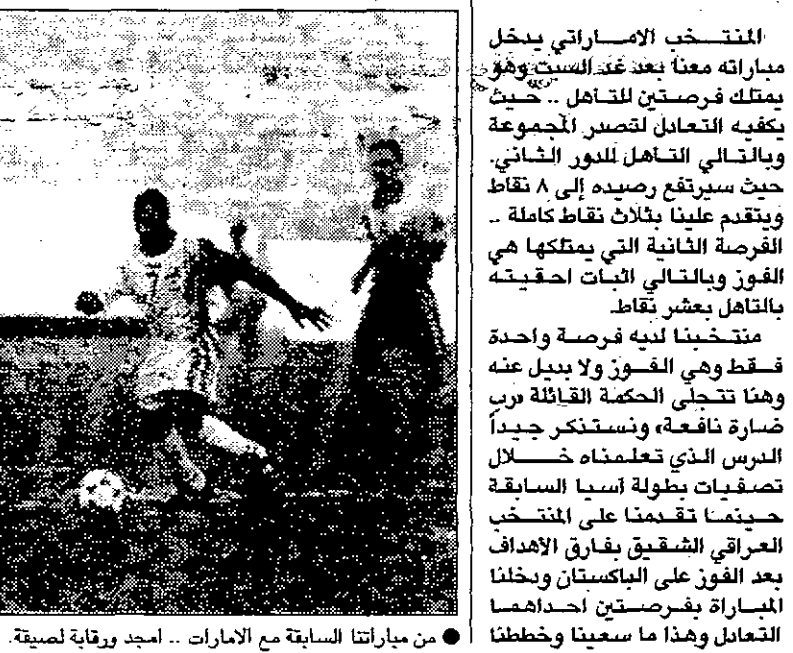 المنتخب الاماراتي يدخل
مباراته معنا بعد غد السبت وهو
يمتلك فرصتين للتاهل .. حيث
يكفيه التعادل لتصدر المجموعة
وبالتالي التاهل للدور الثاني.
حيث سيرتفع رصيده إلى ٨ نقاط
ويتقدم علينا بثلاث نقاط كاملة ..
الفرصة الثانية التي يمتلكها هي
الفوز وبالتالي اثبات احقيته
بالتاهل بعشر نقاط.
منتخبنا لديه فرصة واحدة
فقط وهي الفوز ولا بديل عنه
وهنا تتجلى الحكمة القائلة «رب
ضارة نافعة» ونستذكر جيداً
الدرس الذي تعلمناه خلال
تصفيات بطولة آسيا السابقة
حينما تقدمنا على المنتخب
العراقي الشقيق بفارق الأهداف
بعد الفوز على الباكستان ودخلنا
المباراة بفرصتين احداهما
التعادل وهذا ما سعينا وخططنا
● من مباراتنا السابقة مع الامارات .. امجد ورقابة لصيقة.